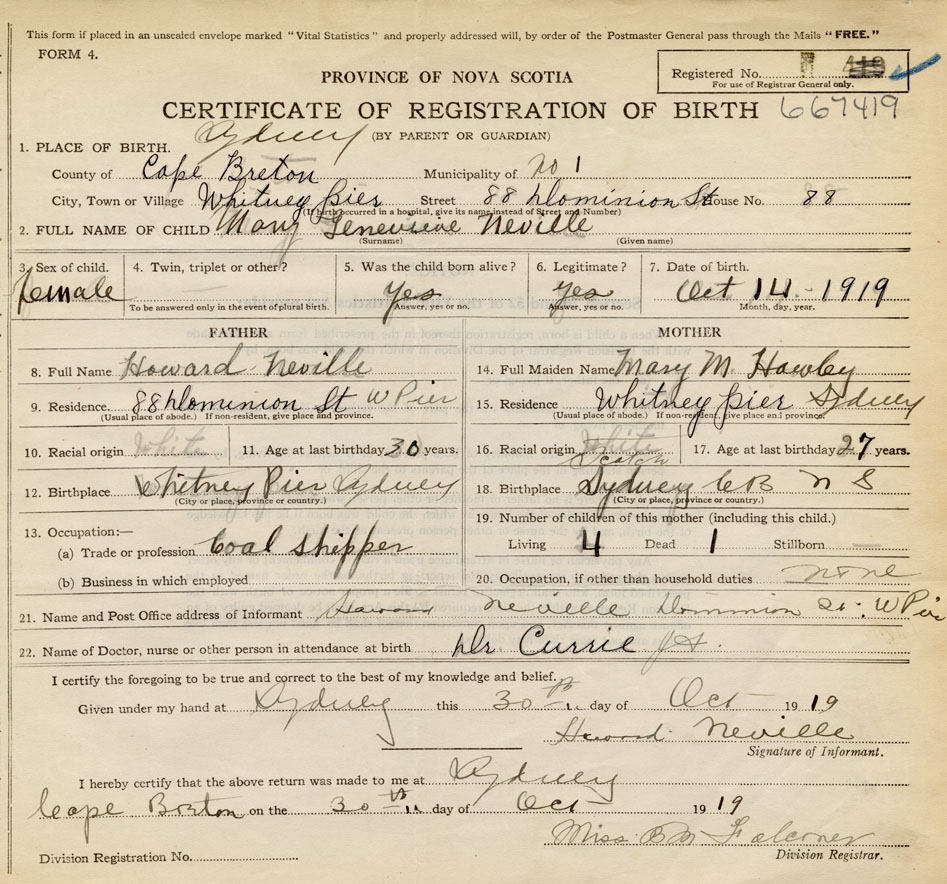 This form if placed in an unsealed envelope marked "Vital Statistics" and properly addressed will, by order of the Postmaster General pass through the Mails "FREE."
FORM 4.
Registered No.
For use of Registrar General only.
PROVINCE OF NOVA SCOTIA
CERTIFICATE OF REGISTRATION OF BIRTH 667419
Sydney (BY PARENT OR GUARDIAN)
1. PLACE OF BIRTH.
County of Cape Breton Municipality of No 1
City, Town or Village Whitney Pier Street 88 Dominion St House No. 88
(If birth occurred in a hospital, give its name instead of Street and Number)
2. FULL NAME OF CHILD Mary Genevieve Neville
(Surname) (Given name)
3. Sex of child. 4. Twin, triplet or other? 5. Was the child born alive? 6. Legitimate? 7. Date of birth.
Female Yes Yes Oct 14 - 1919
To be answered only in the event of plural birth. Answer, yes or no. Answer, yes or no. Month, day, year.
FATHER MOTHER
8. Full Name Howard Neville 14. Full Maiden Name Mary M Hawley
9. Residence. 88 Dominion St W Pier 15. Residence Whitney Pier Sydney
(Usual place of abode.) If non-resident, give place and province. (Usual place of abode.) If non-resident, give place and province.
10. Racial origin White 11. Age at last birthday 30 years. 16. Racial origin White 17. Age at last birthday 27 years.
Scotch
12. Birthplace Whitney Pier Sydney 18. Birthplace Sydney C B N S
(City or place, province or country.) (City or place, province or country.)
13. Occupation:— 19. Number of children of this mother (including this child.)
(a) Trade or profession Coal shipper Living 4 Dead 1 Stillborn
(b) Business in which employed 20. Occupation, if other than household duties none
21. Name and Post Office address of Informant Howard Neville Dominion St. W Pier
22. Name of Doctor, nurse or other person in attendance at birth Dr Currie
I certify the foregoing to be true and correct to the best of my knowledge and belief.
Given under my hand at Sydney this 30th day of Oct 1919
Howard Neville
Signature of Informant.
I hereby certify that the above return was made to me at Sydney
Cape Breton on the 30th day of Oct 1919
Miss B M Falconer
Division Registration No. Division Registrar.